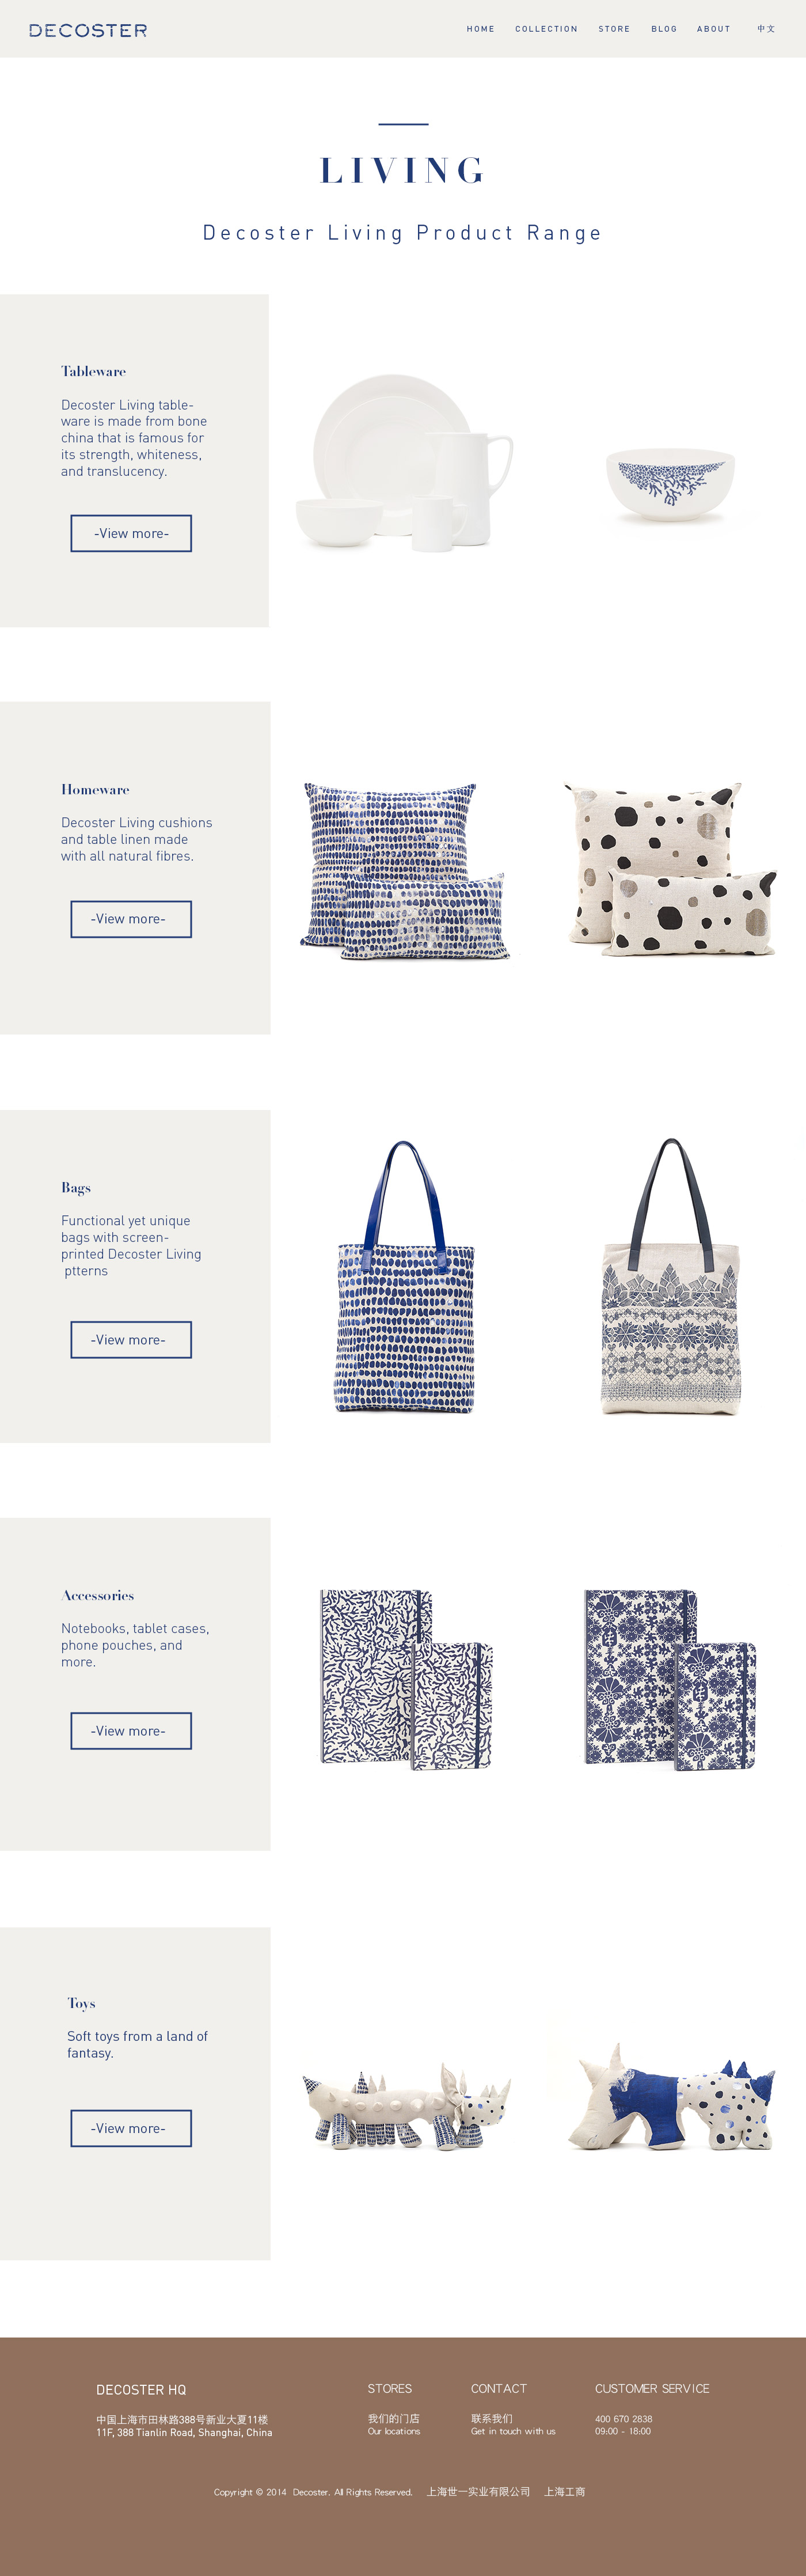 DECOSTER
HOME COLLECTION STORE BLOG ABOUT 中文
LIVING
Decoster Living Product Range
Tableware
Decoster Living table-
ware is made from bone
china that is famous for
its strength, whiteness,
and translucency.
-View more-
Homeware
Decoster Living cushions
and table linen made
with all natural fibres.
-View more-
Bags
Functional yet unique
bags with screen-
printed Decoster Living
ptterns
-View more-
Accessories
Notebooks, tablet cases,
phone pouches, and
more.
-View more-
Toys
Soft toys from a land of
fantasy.
-View more-
DECOSTER HQ
中国上海市田林路388号新业大夏11楼
11F, 388 Tianlin Road, Shanghai, China
STORES
我们的门店
Our locations
CONTACT
联系我们
Get in touch with us
CUSTOMER SERVICE
400 670 2838
09:00 - 18:00
Copyright © 2014 Decoster. All Rights Reserved. 上海世一实业有限公司 上海工商